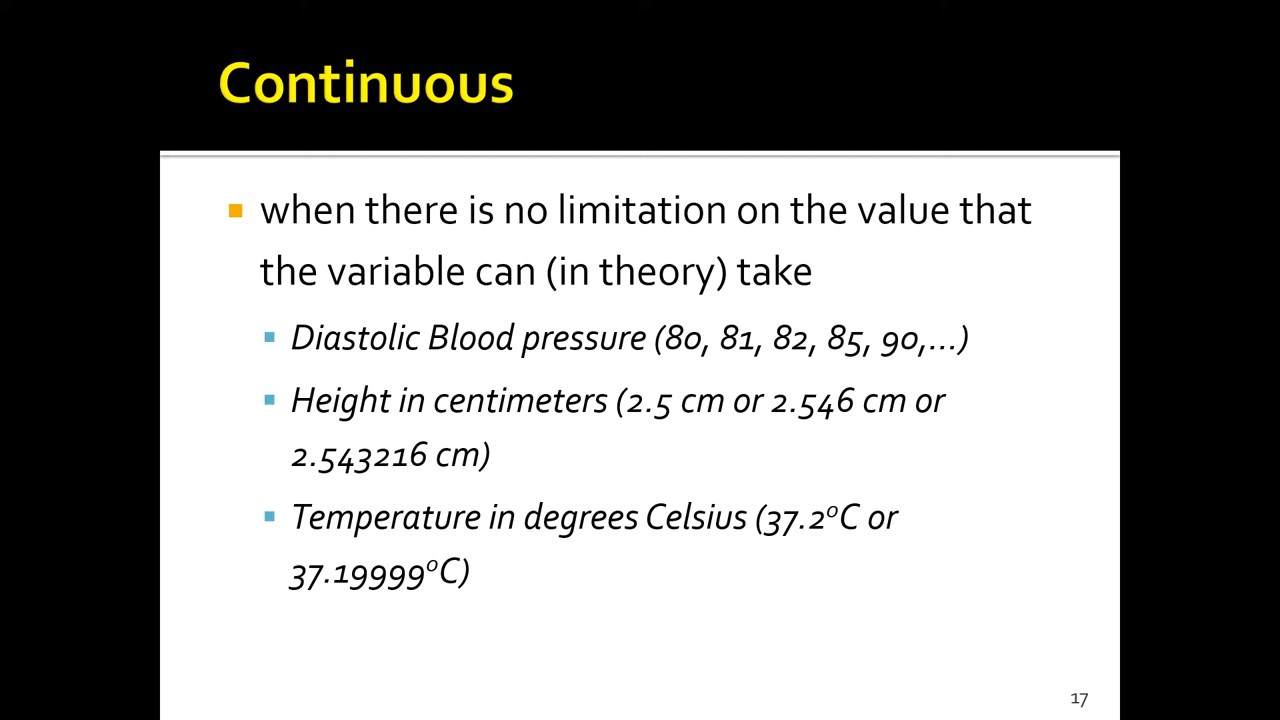 Continuous
when there is no limitation on the value that
the variable can (in theory) take
Diastolic Blood pressure (80, 81, 82, 85, 90,...)
Height in centimeters (2.5 cm or 2.546 cm or
2.543216 cm)
Temperature in degrees Celsius (37.2⁰C or
37.19999⁰C)
17